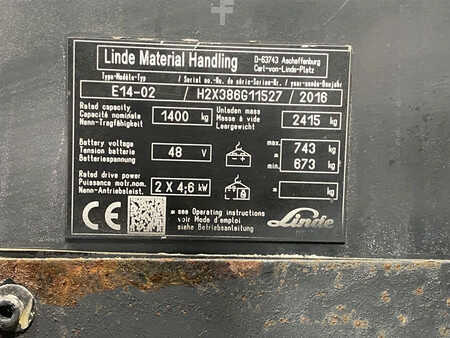 Linde Material Handling
D-63743 Aschaffenburg
Carl-von-Linde-Platz
Type-Modèle-Typ / Serial no.-No. de série-Serien-Nr. / year-année-Baujahr
E14-02 / H2X386G11527 / 2016
Rated capacity
Capacité nominale
Nenn-Tragfähigkeit
1400 kg
Unladen mass
Masse à vide
Leergewicht
2415 kg
Battery voltage
Tension batterie
Batteriespannung
48 V
max. 743 kg
min. 673 kg
Rated drive power
Puissance motr.nom.
Nenn-Antriebsleist.
2 X 4,6 kW
= kg
CE
see Operating instructions
voir Mode d'emploi
siehe Betriebsanleitung
Linde